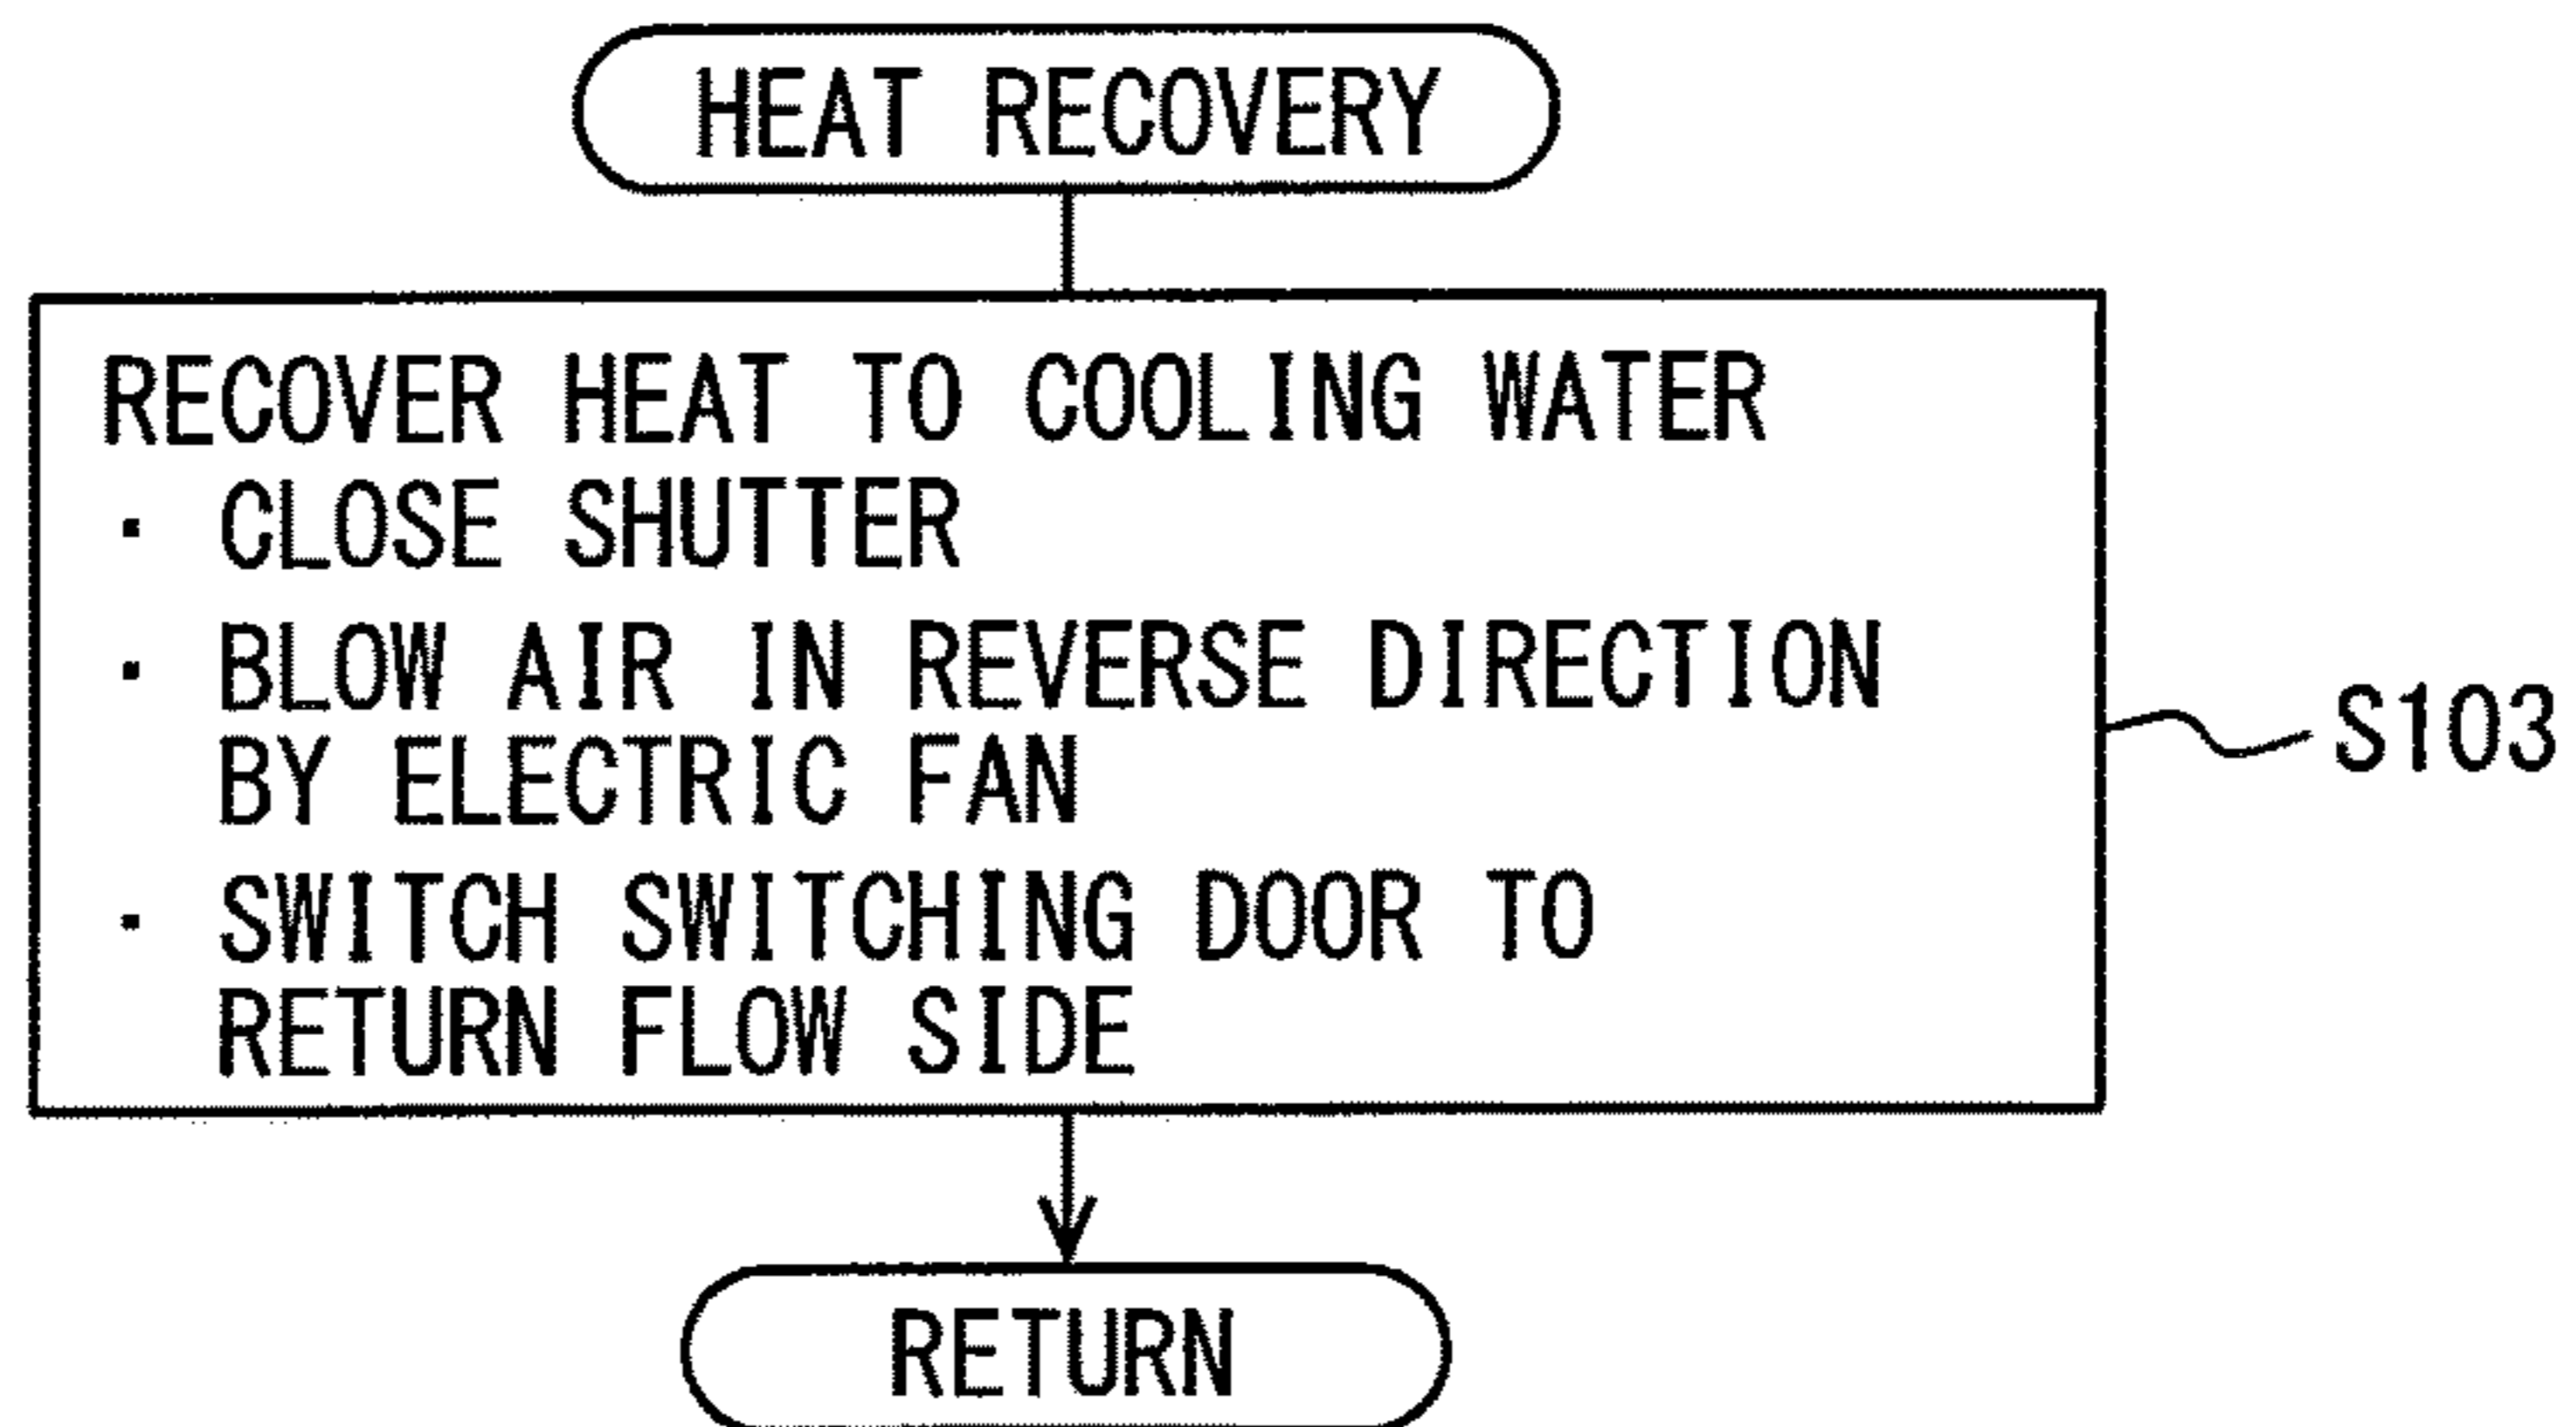 HEAT RECOVERY
RECOVER HEAT TO COOLING WATER
· CLOSE SHUTTER
· BLOW AIR IN REVERSE DIRECTION
BY ELECTRIC FAN
· SWITCH SWITCHING DOOR TO
RETURN FLOW SIDE
S103
RETURN